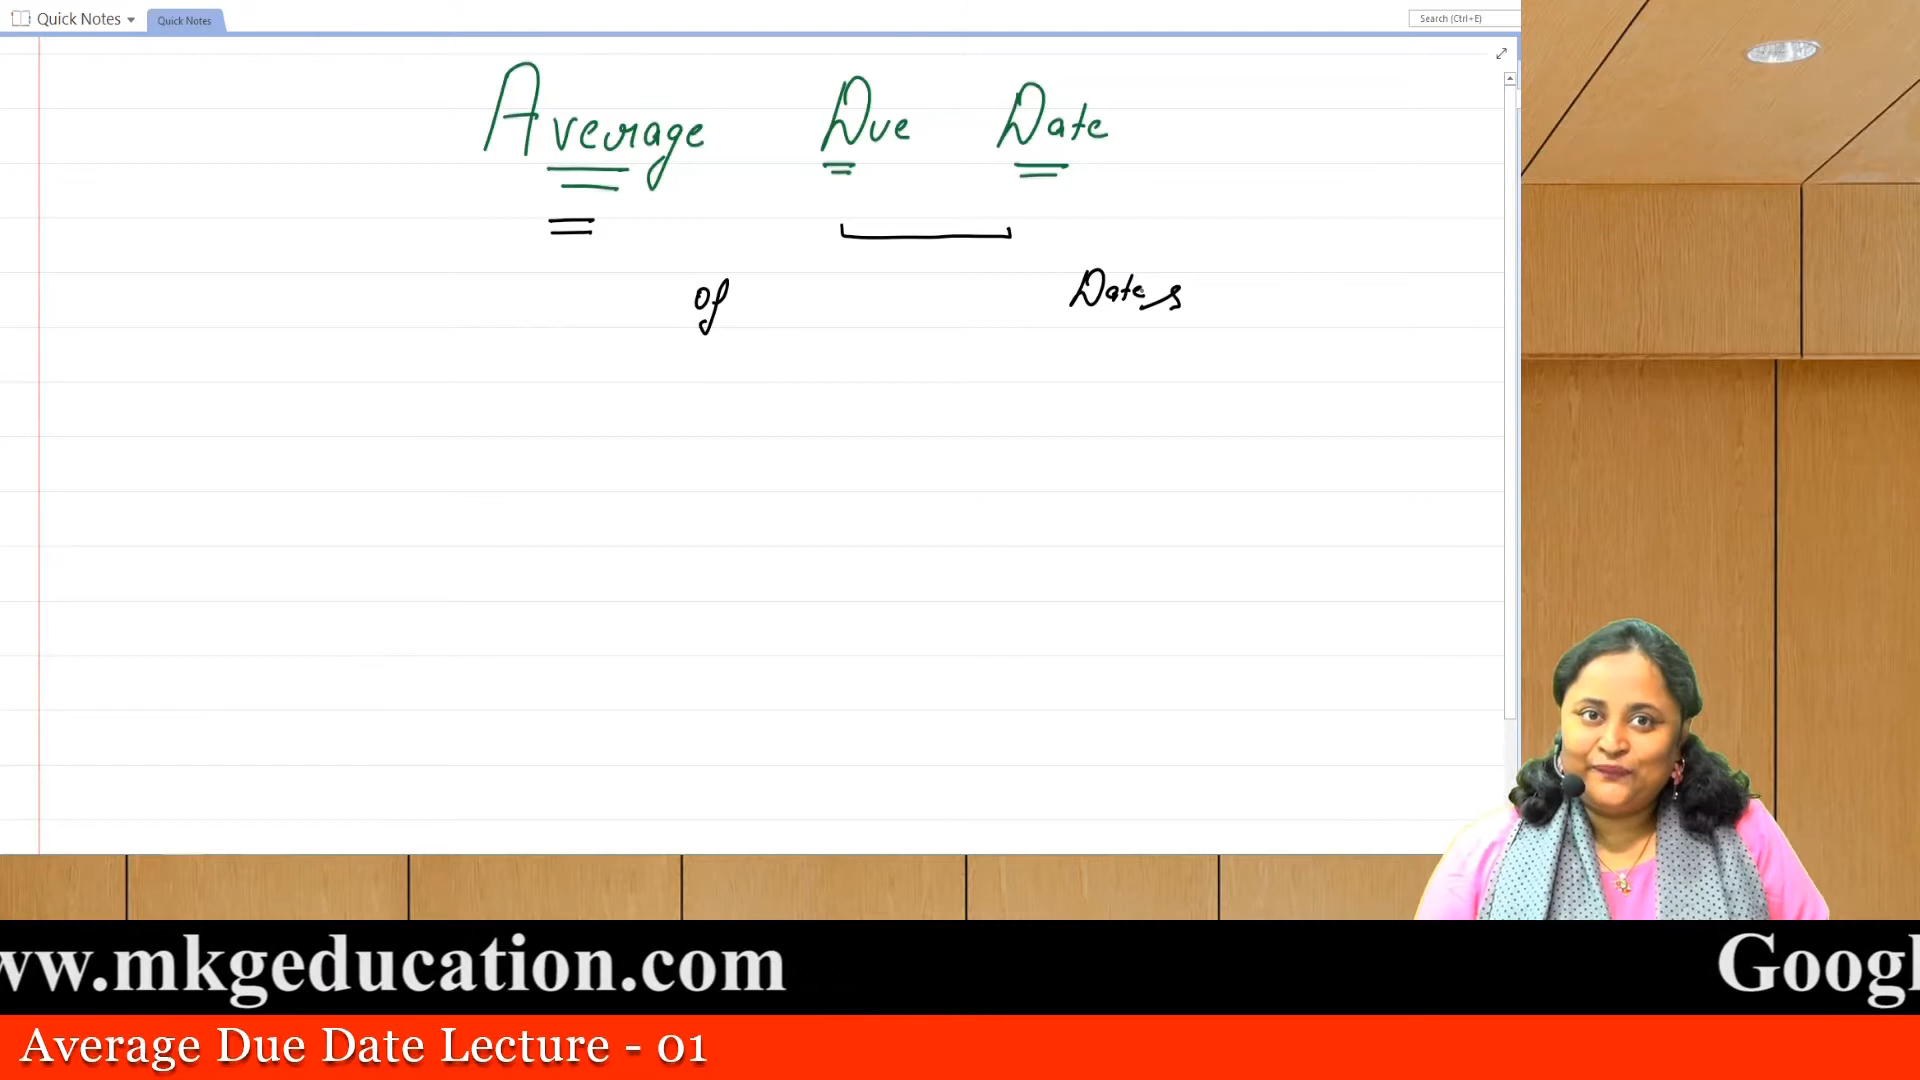 Quick Notes
Quick Notes
Search (Ctrl+E)
Average Due Date
of Dates
ww.mkgeducation.com
Googl
Average Due Date Lecture - 01